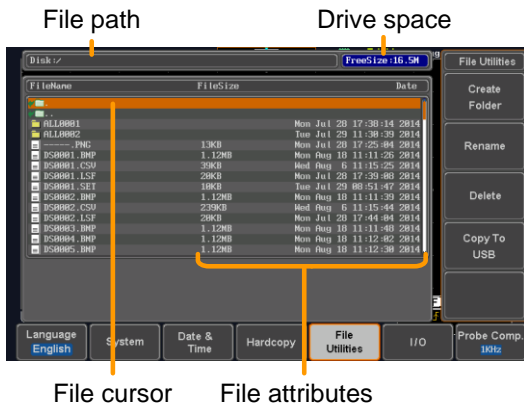 File path
Drive space
Disk:/
FreeSize:16.5M
File Utilities
FileName FileSize Date
.
..
ALL0001
Mon Jul 28 17:38:14 2014
ALL0002
Tue Jul 29 11:30:39 2014
-----.PNG 13KB Mon Jul 28 17:25:04 2014
DS0001.BMP 1.12MB Mon Aug 18 11:11:26 2014
DS0001.CSV 39KB Wed Aug 6 11:15:25 2014
DS0001.LSF 20KB Mon Jul 28 17:39:08 2014
DS0001.SET 10KB Tue Jul 29 08:51:47 2014
DS0002.BMP 1.12MB Mon Aug 18 11:11:39 2014
DS0002.CSV 239KB Wed Aug 6 11:15:44 2014
DS0002.LSF 20KB Mon Jul 28 17:44:04 2014
DS0003.BMP 1.12MB Mon Aug 18 11:11:48 2014
DS0004.BMP 1.12MB Mon Aug 18 11:12:02 2014
DS0005.BMP 1.12MB Mon Aug 18 11:12:30 2014
Create
Folder
Rename
Delete
Copy To
USB
Language
English
System
Date &
Time
Hardcopy
File
Utilities
I/O
Probe Comp.
1KHz
File cursor
File attributes